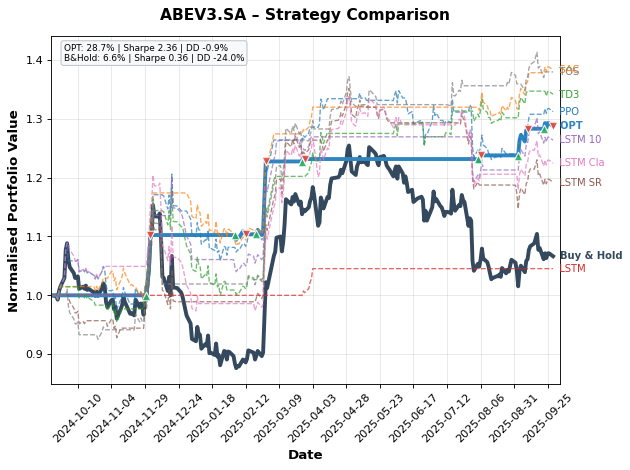 ABEV3.SA – Strategy Comparison
OPT: 28.7% | Sharpe 2.36 | DD -0.9%
B&Hold: 6.6% | Sharpe 0.36 | DD -24.0%
Normalised Portfolio Value
1.4
1.3
1.2
1.1
1.0
0.9
TD3
PPO
OPT
LSTM 10
LSTM Cla
LSTM SR
Buy & Hold
LSTM
2024-10-10
2024-11-04
2024-11-29
2024-12-24
2025-01-18
2025-02-12
2025-03-09
2025-04-03
2025-04-28
2025-05-23
2025-06-17
2025-07-12
2025-08-06
2025-08-31
2025-09-25
Date